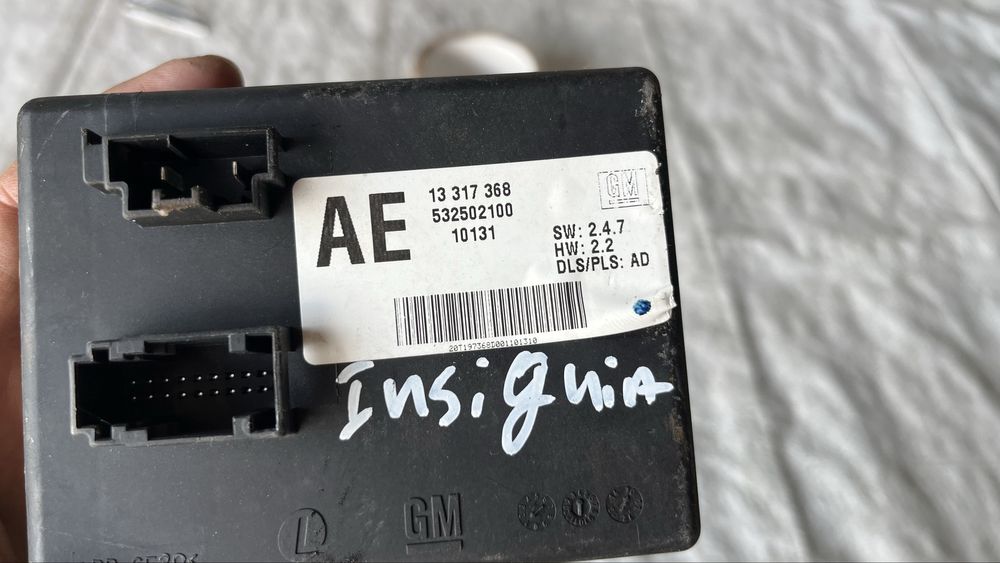 AE
13 317 368
532502100
10131
GM
SW: 2.4.7
HW: 2.2
DLS/PLS: AD
20T197368D001101310
Insignia
L
GM